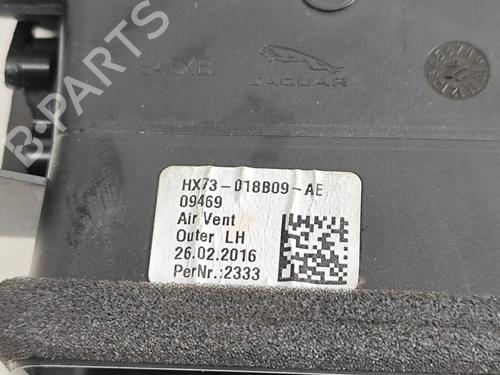 JAGUAR
HX73-018B09-AE
09469
Air Vent
Outer LH
26.02.2016
PerNr.:2333
B-PARTS